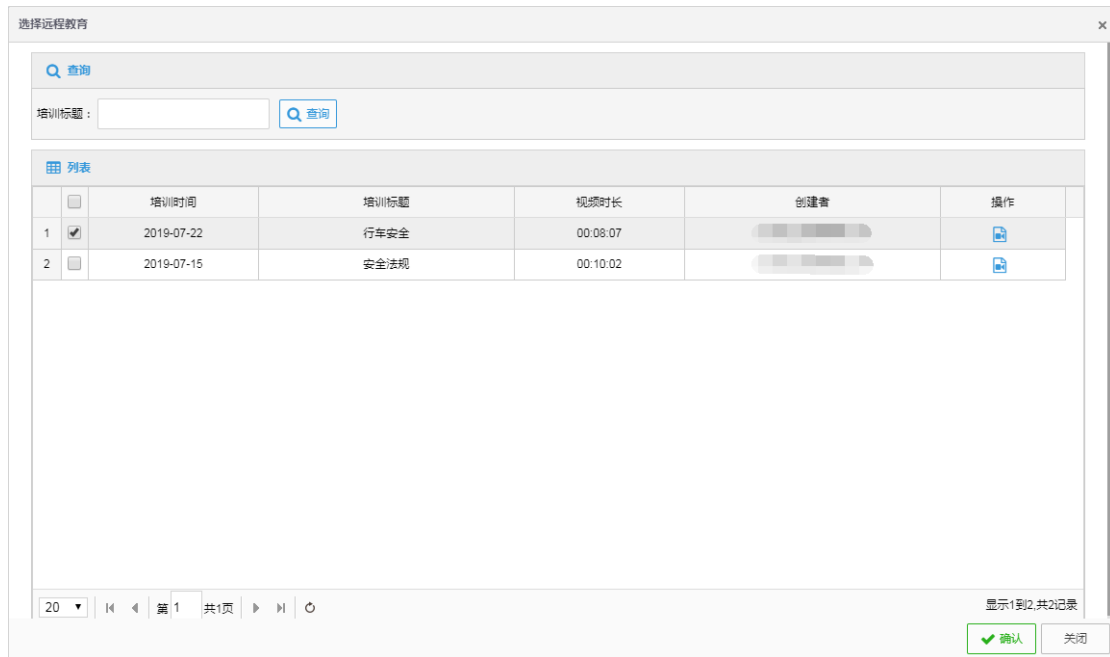 选择远程教育 ×
查询
培训标题： 查询
列表
培训时间 培训标题 视频时长 创建者 操作
1 2019-07-22 行车安全 00:08:07
2 2019-07-15 安全法规 00:10:02
20 第 1 共1页 显示1到2,共2记录
确认 关闭